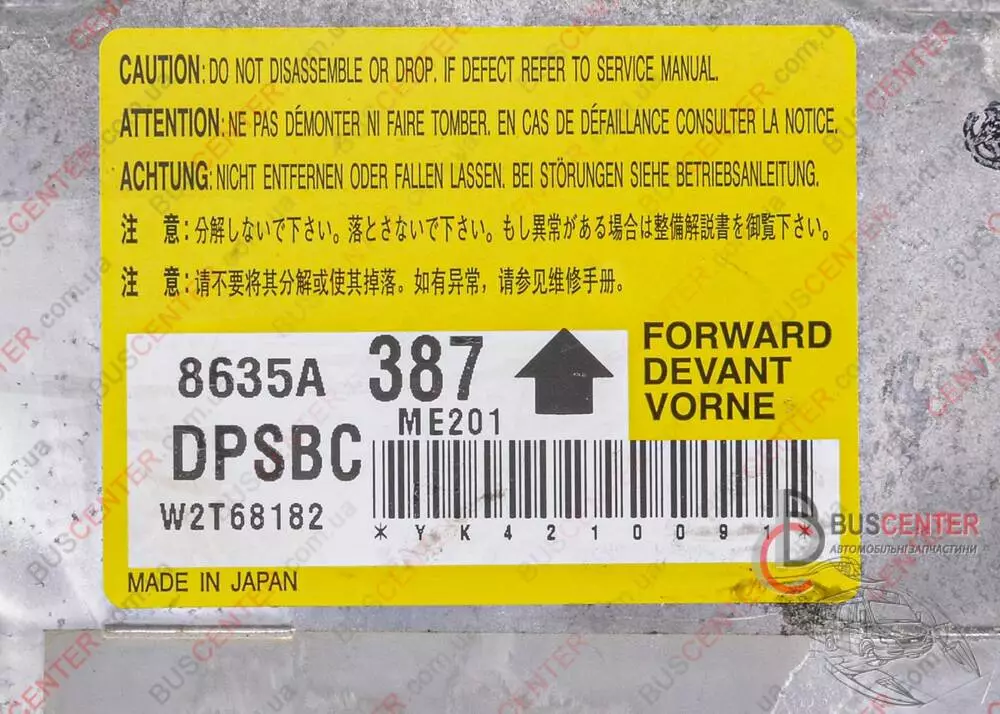 CAUTION: DO NOT DISASSEMBLE OR DROP. IF DEFECT REFER TO SERVICE MANUAL.
ATTENTION: NE PAS DÉMONTER NI FAIRE TOMBER. EN CAS DE DÉFAILLANCE CONSULTER LA NOTICE.
ACHTUNG: NICHT ENTFERNEN ODER FALLEN LASSEN. BEI STÖRUNGEN SIEHE BETRIEBSANLEITUNG.
注 意: 分解しないで下さい。落とさないで下さい。もし異常がある場合は整備解説書を御覧下さい。
注 意: 请不要将其分解或使其掉落。如有异常，请参见维修手册。
8635A 387
ME201
FORWARD
DEVANT
VORNE
DPSBC
W2T68182
*YK4210091*
MADE IN JAPAN
BUSCENTER
АВТОМОБІЛЬНІ ЗАПЧАСТИНИ
BUSCENTER.com.ua